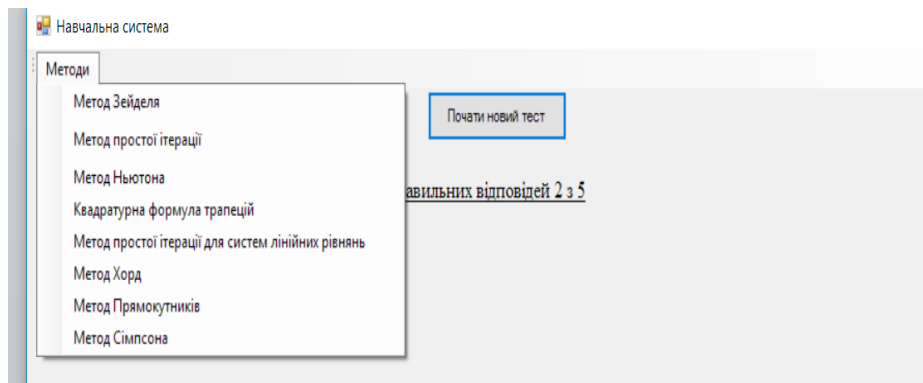 Навчальна система
Методи
Метод Зейделя
Почати новий тест
Метод простої ітерації
Метод Ньютона
авильних відповідей 2 з 5
Квадратурна формула трапецій
Метод простої ітерації для систем лінійних рівнянь
Метод Хорд
Метод Прямокутників
Метод Сімпсона